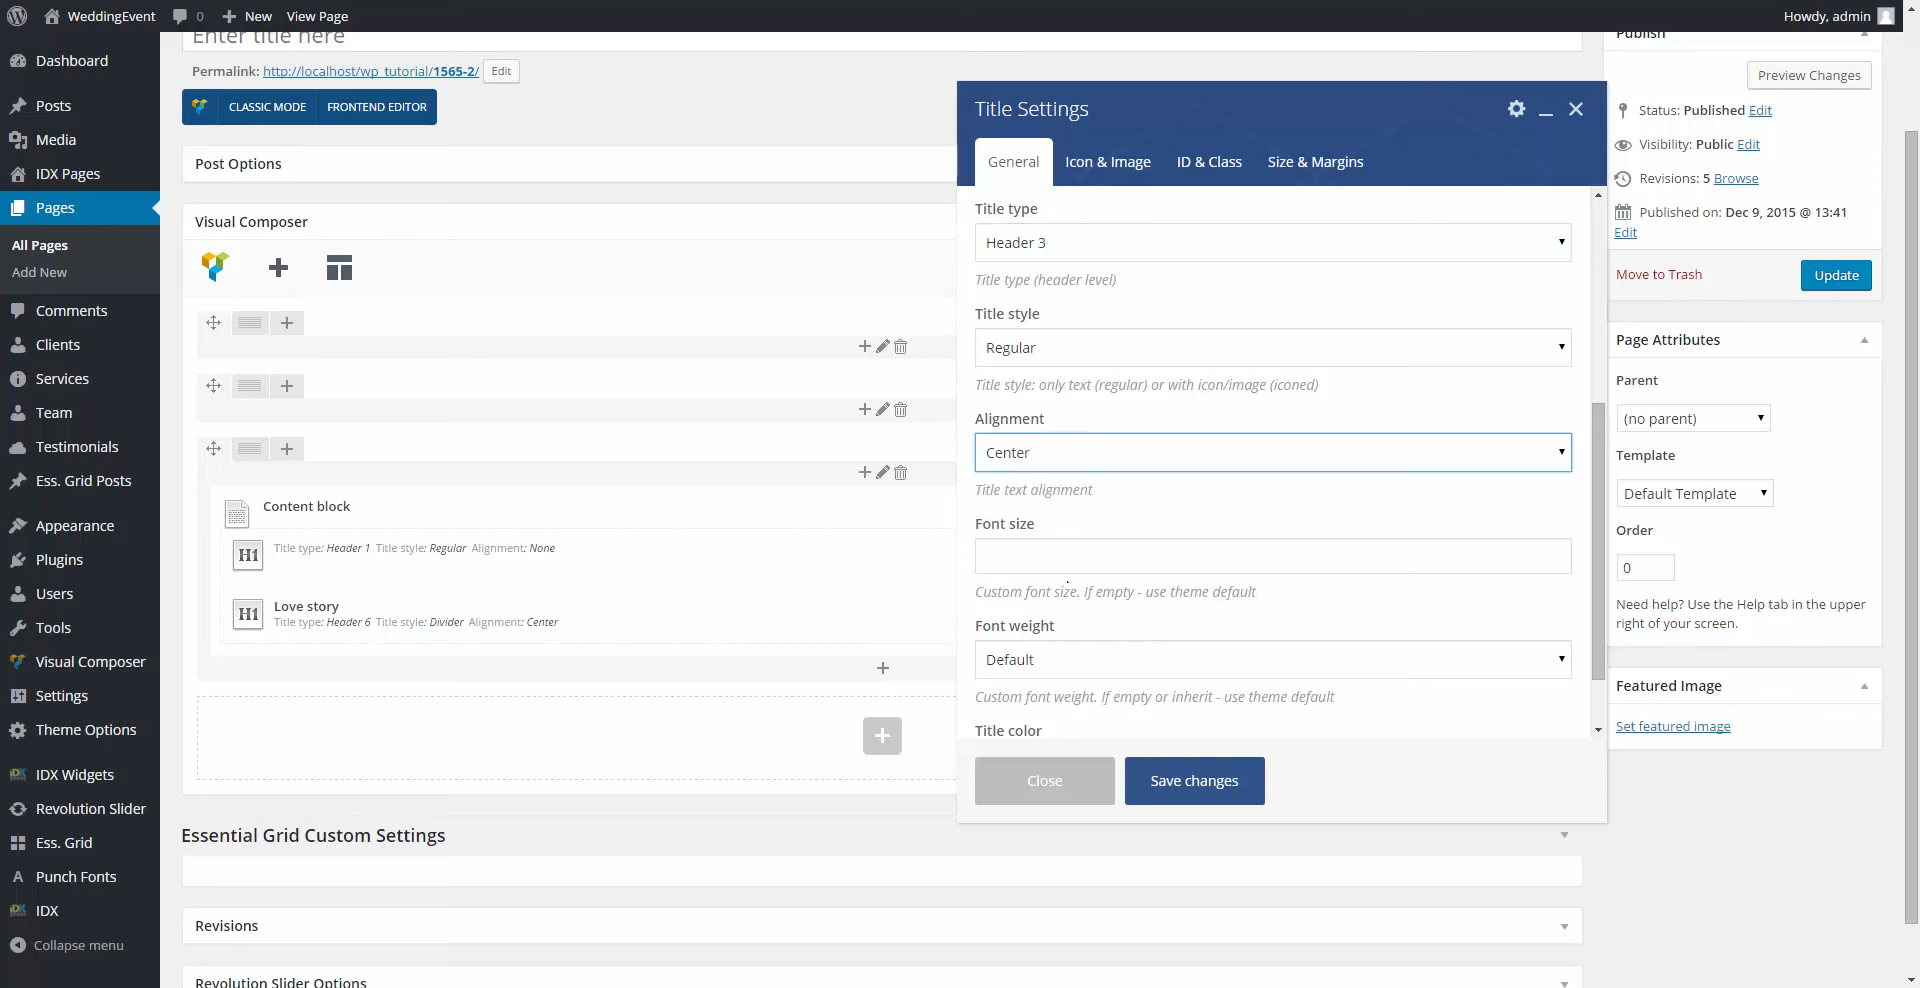 WeddingEvent 0 New View Page Howdy, admin
Dashboard
Posts
Media
IDX Pages
Pages
All Pages
Add New
Comments
Clients
Services
Team
Testimonials
Ess. Grid Posts
Appearance
Plugins
Users
Tools
Visual Composer
Settings
Theme Options
IDX Widgets
Revolution Slider
Ess. Grid
Punch Fonts
IDX
Collapse menu
Enter title here
Permalink: http://localhost/wp_tutorial/1565-2/ Edit
CLASSIC MODE FRONTEND EDITOR
Post Options
Visual Composer
Content block
H1 Title type: Header 1 Title style: Regular Alignment: None
H1 Love story
Title type: Header 6 Title style: Divider Alignment: Center
Essential Grid Custom Settings
Revisions
Revolution Slider Options
Title Settings
General Icon & Image ID & Class Size & Margins
Title type
Header 3
Title type (header level)
Title style
Regular
Title style: only text (regular) or with icon/image (iconed)
Alignment
Center
Title text alignment
Font size
Custom font size. If empty - use theme default
Font weight
Default
Custom font weight. If empty or inherit - use theme default
Title color
Close Save changes
Publish
Preview Changes
Status: Published Edit
Visibility: Public Edit
Revisions: 5 Browse
Published on: Dec 9, 2015 @ 13:41
Edit
Move to Trash Update
Page Attributes
Parent
(no parent)
Template
Default Template
Order
0
Need help? Use the Help tab in the upper
right of your screen.
Featured Image
Set featured image